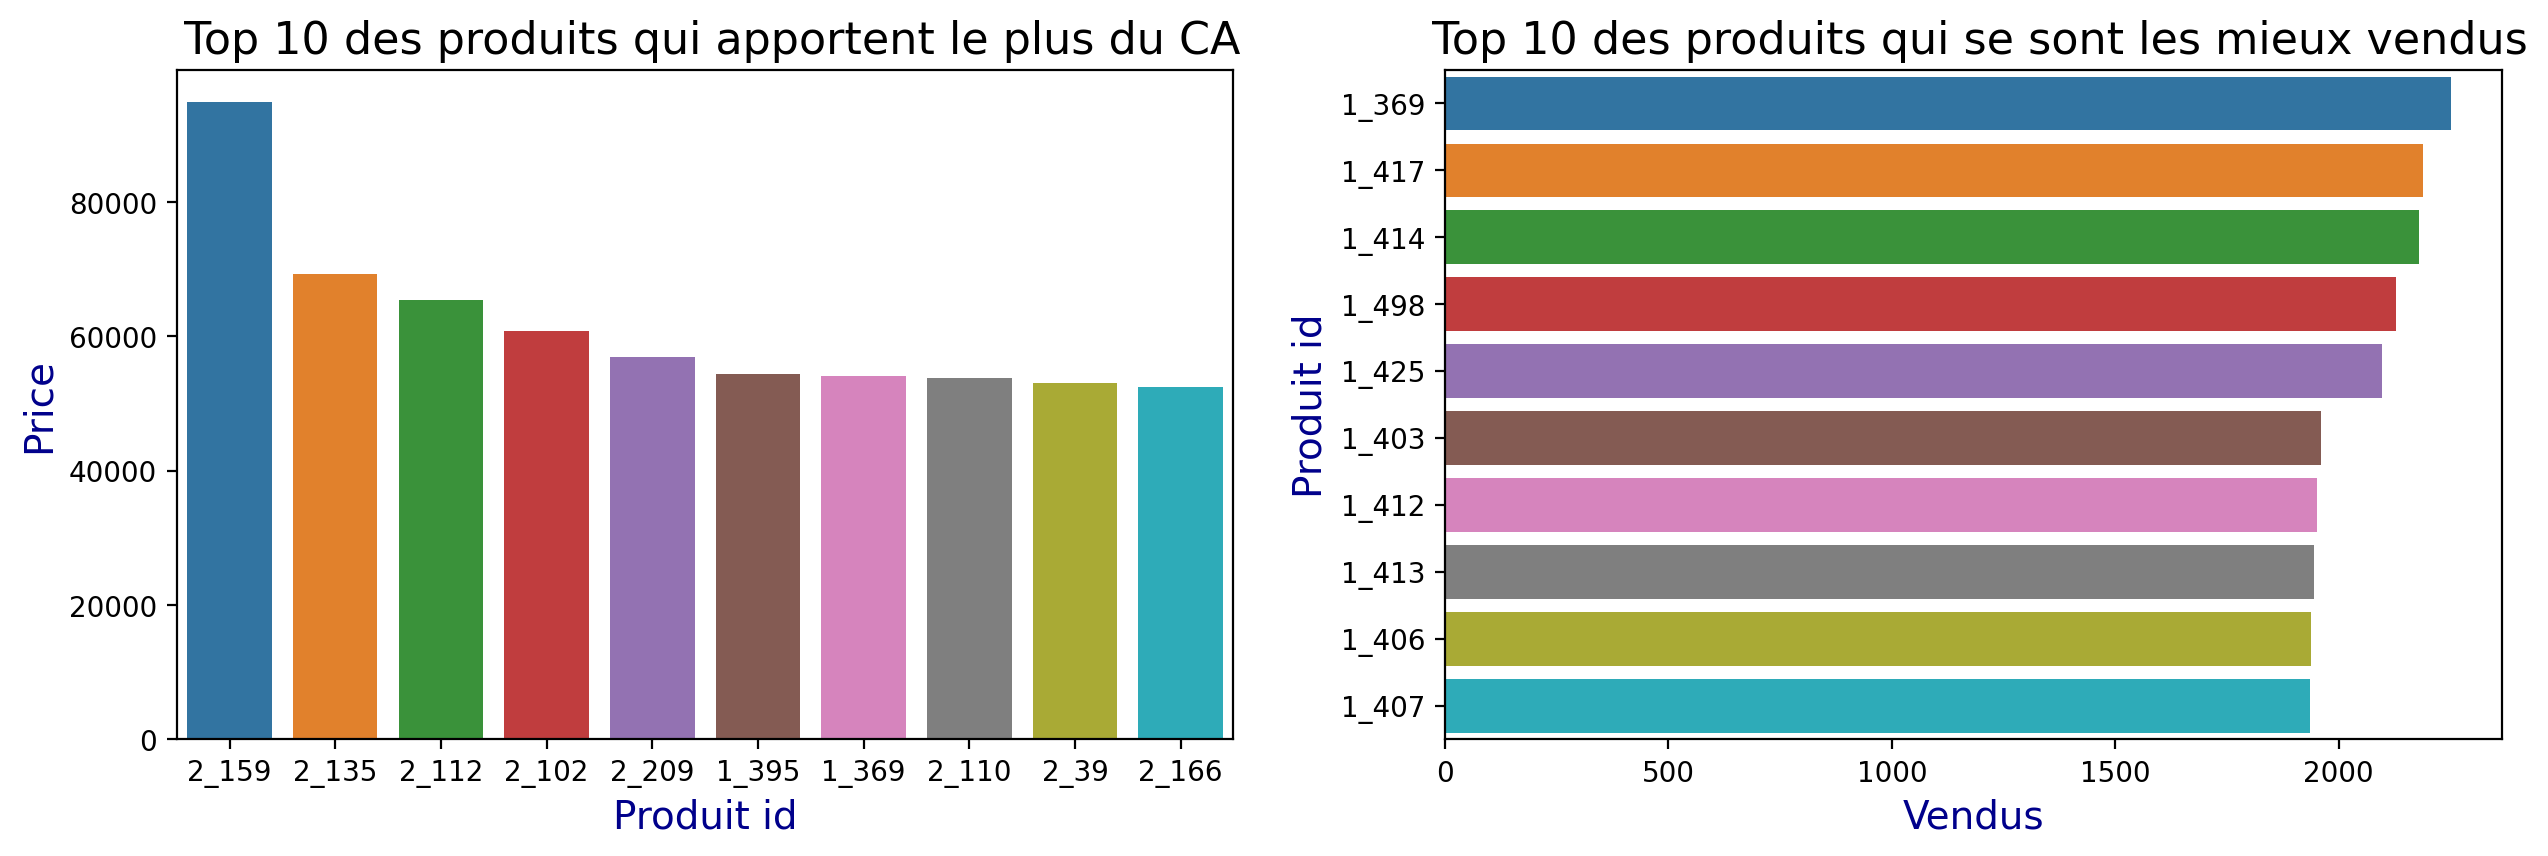 Top 10 des produits qui apportent le plus du CA
Price
80000
60000
40000
20000
0
2_159 2_135 2_112 2_102 2_209 1_395 1_369 2_110 2_39 2_166
Produit id
Top 10 des produits qui se sont les mieux vendus
Produit id
1_369
1_417
1_414
1_498
1_425
1_403
1_412
1_413
1_406
1_407
0 500 1000 1500 2000
Vendus